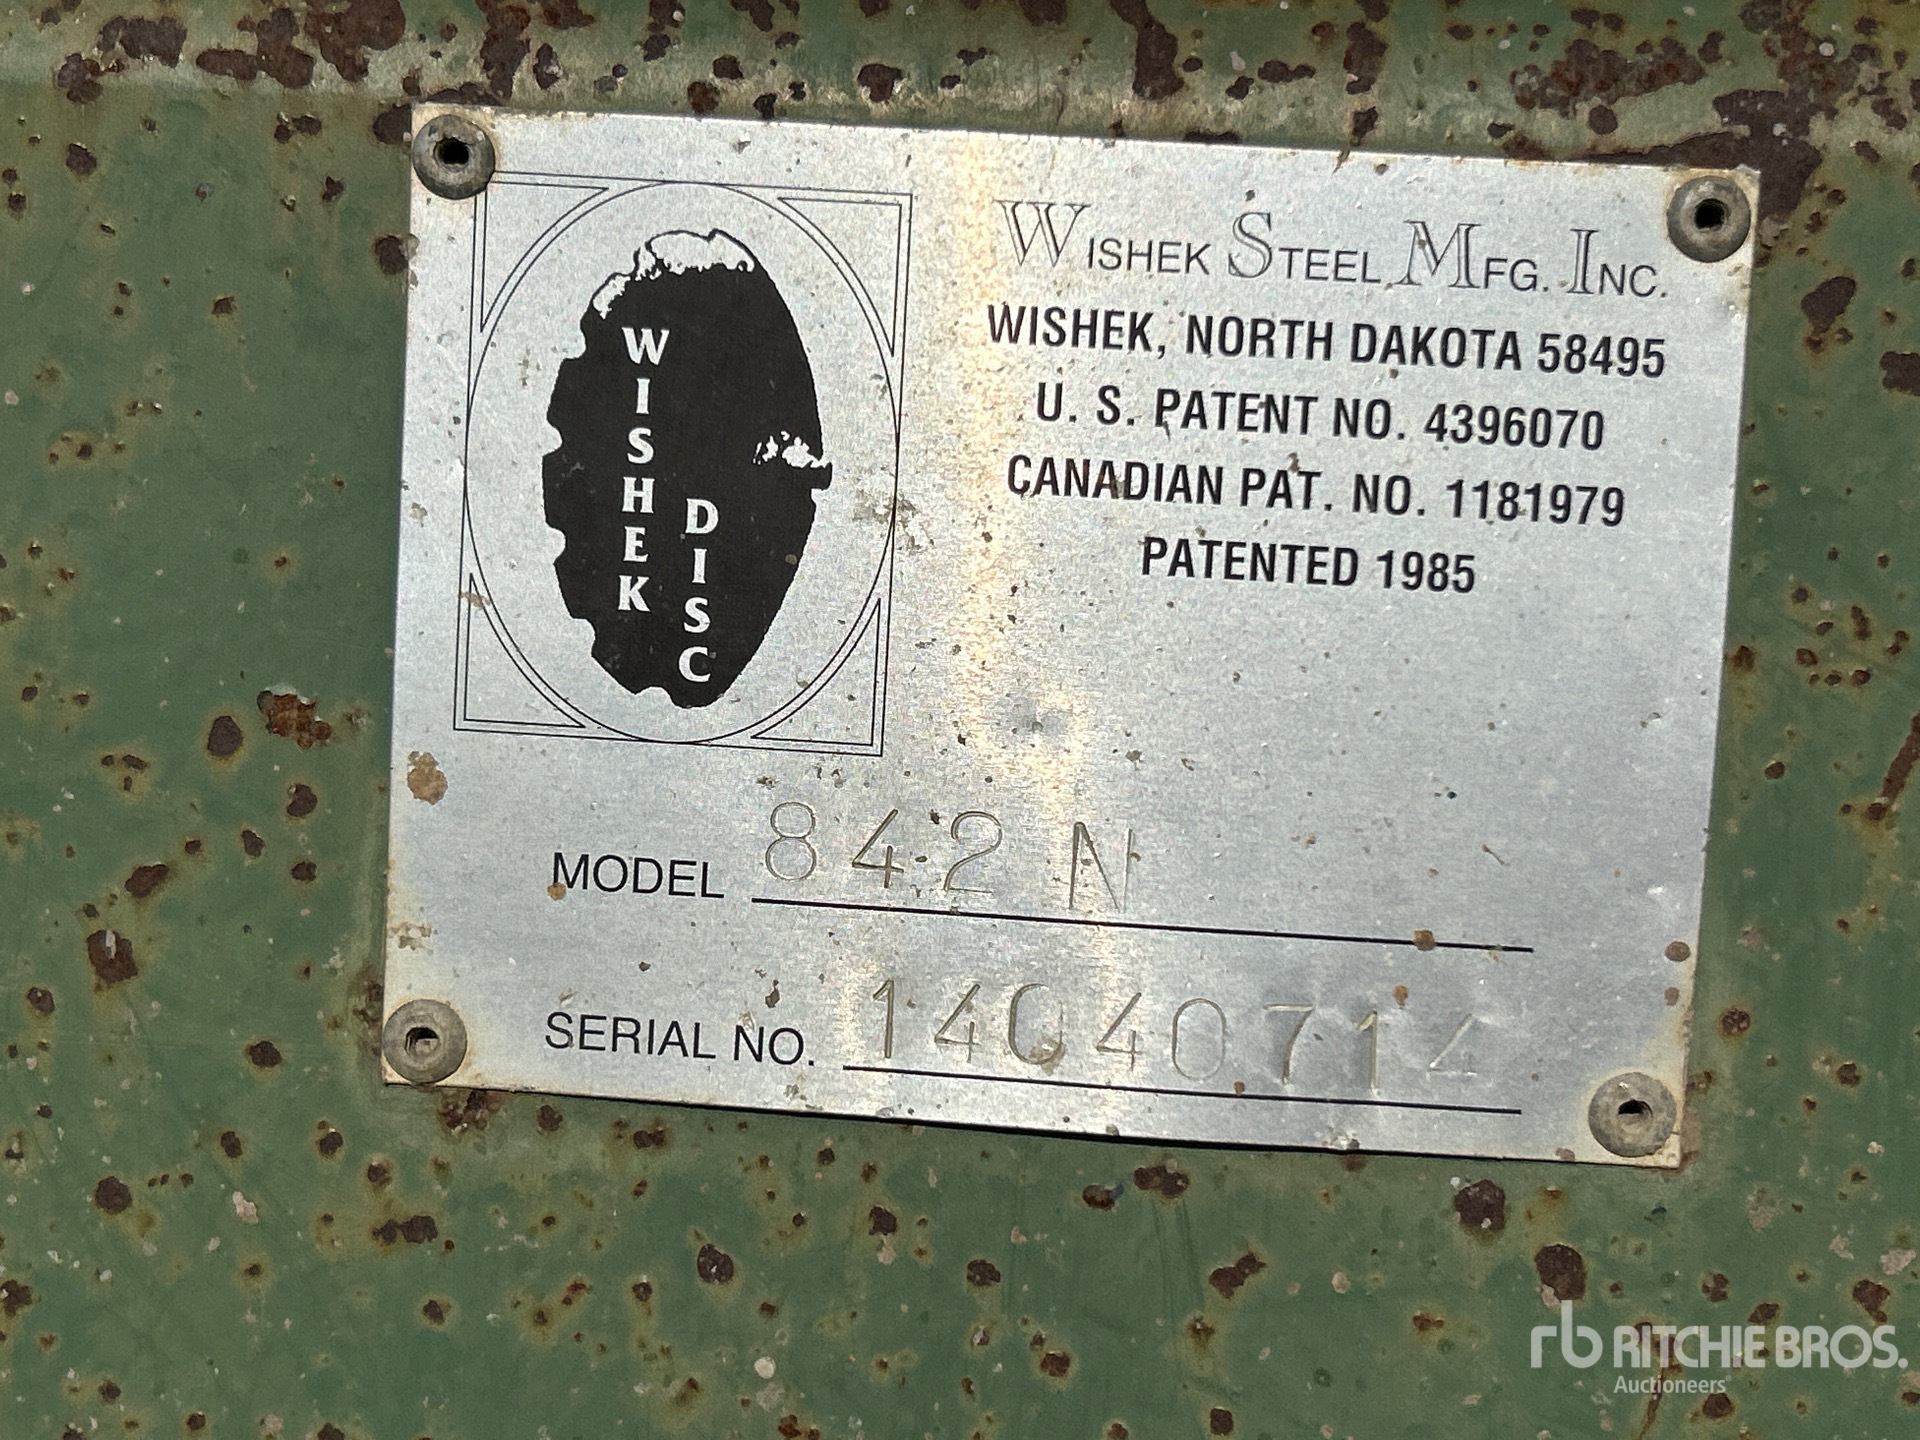 WISHEK
DISC
WISHEK STEEL MFG. INC.
WISHEK, NORTH DAKOTA 58495
U. S. PATENT NO. 4396070
CANADIAN PAT. NO. 1181979
PATENTED 1985
MODEL 842 N
SERIAL NO. 14040714
rb RITCHIE BROS.
Auctioneers